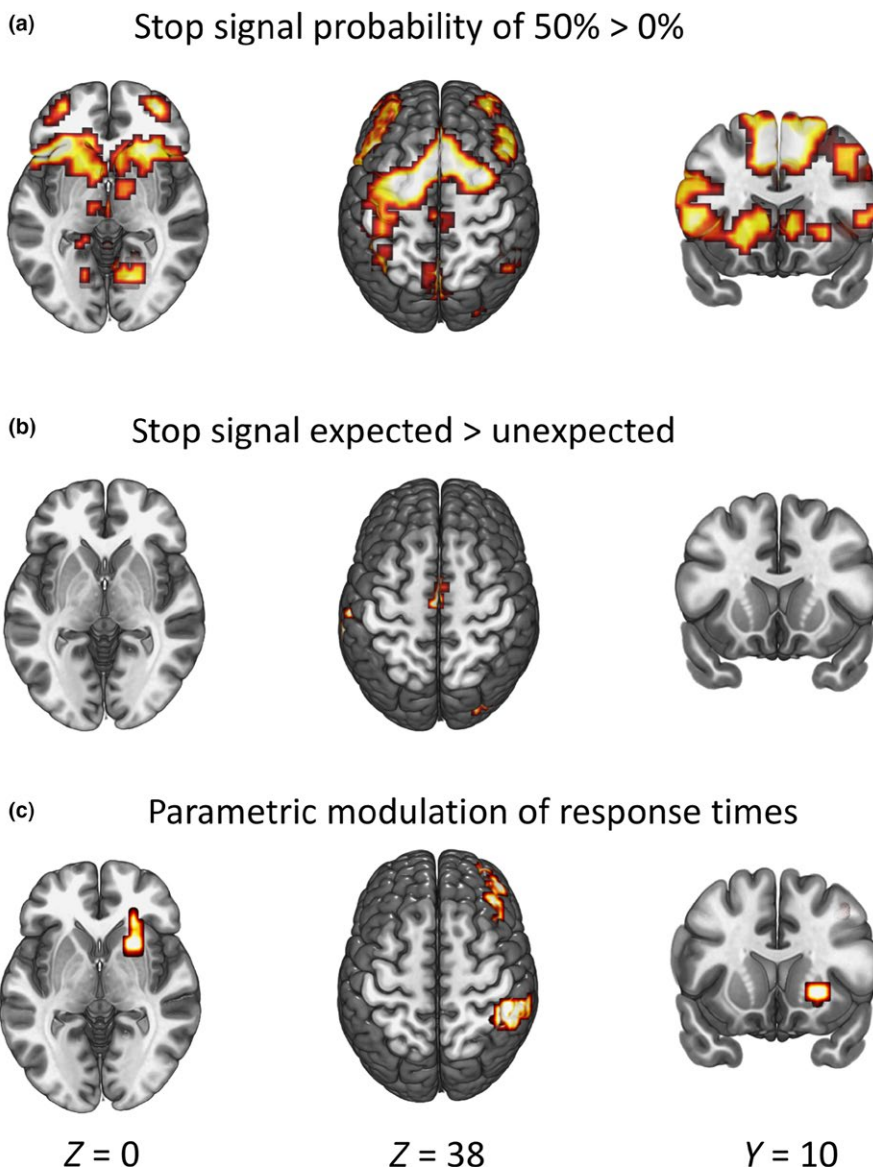 (a) Stop signal probability of 50% > 0%
(b) Stop signal expected > unexpected
(c) Parametric modulation of response times
Z = 0 Z = 38 Y = 10